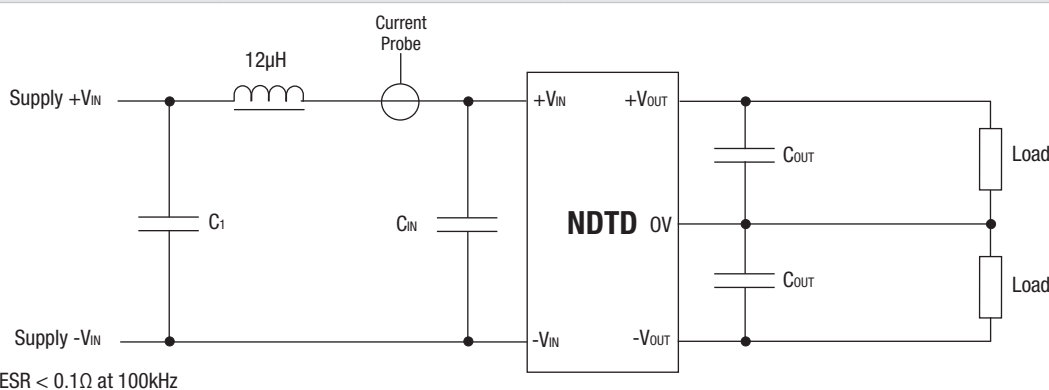 Current
Probe
12µH
Supply +VIN
+VIN
+VOUT
COUT
Load
C1
CIN
NDTD
0V
COUT
Load
Supply -VIN
-VIN
-VOUT
ESR < 0.1Ω at 100kHz